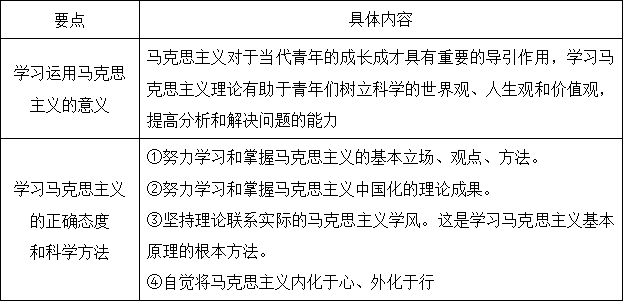 要点 具体内容
学习运用马克思
主义的意义
马克思主义对于当代青年的成长成才具有重要的导引作用，学习马
克思主义理论有助于青年们树立科学的世界观、人生观和价值观，
提高分析和解决问题的能力
学习马克思主义
的正确态度
和科学方法
①努力学习和掌握马克思主义的基本立场、观点、方法。
②努力学习和掌握马克思主义中国化的理论成果。
③坚持理论联系实际的马克思主义学风。这是学习马克思主义基本
原理的根本方法。
④自觉将马克思主义内化于心、外化于行